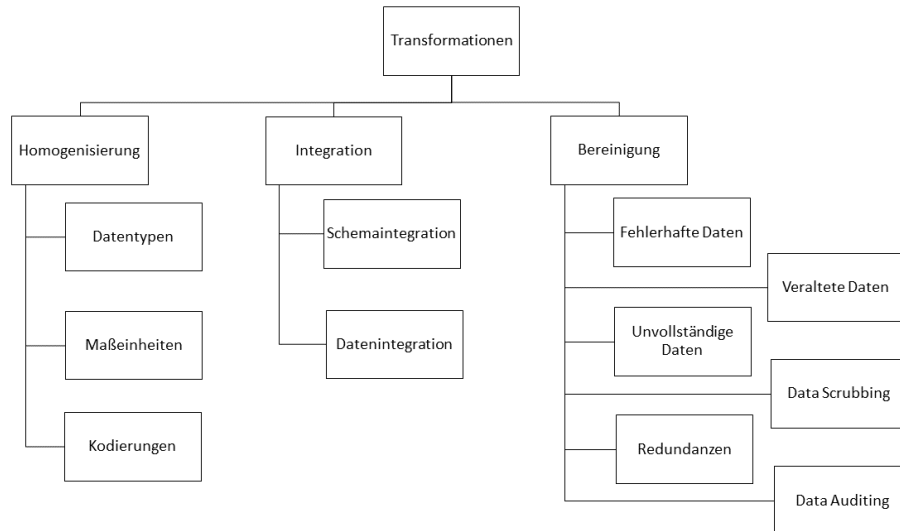 Transformationen
Homogenisierung
Integration
Bereinigung
Datentypen
Maßeinheiten
Kodierungen
Schemaintegration
Datenintegration
Fehlerhafte Daten
Veraltete Daten
Unvollständige
Daten
Data Scrubbing
Redundanzen
Data Auditing